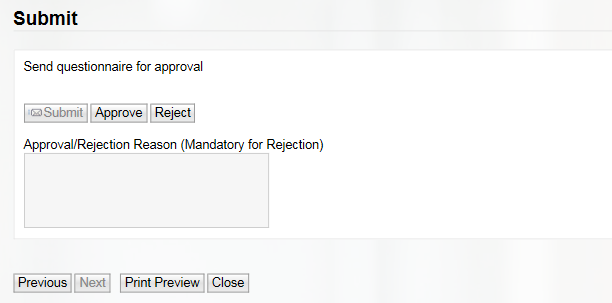 Submit
Send questionnaire for approval
Submit Approve Reject
Approval/Rejection Reason (Mandatory for Rejection)
Previous Next Print Preview Close